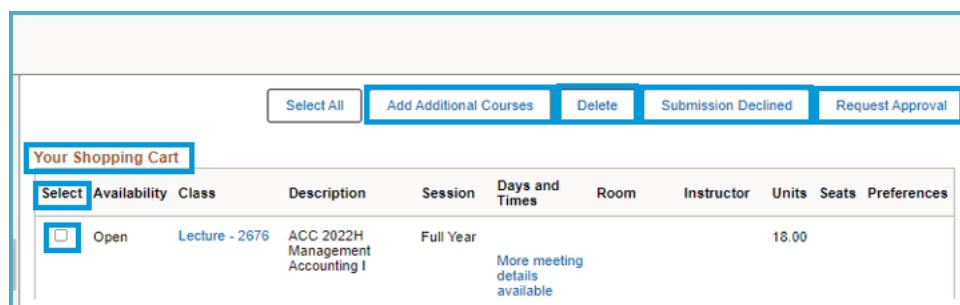 Select All Add Additional Courses Delete Submission Declined Request Approval
Your Shopping Cart
Select Availability Class Description Session Days and Times Room Instructor Units Seats Preferences
Open Lecture - 2676 ACC 2022H Management Accounting I Full Year More meeting details available 18.00